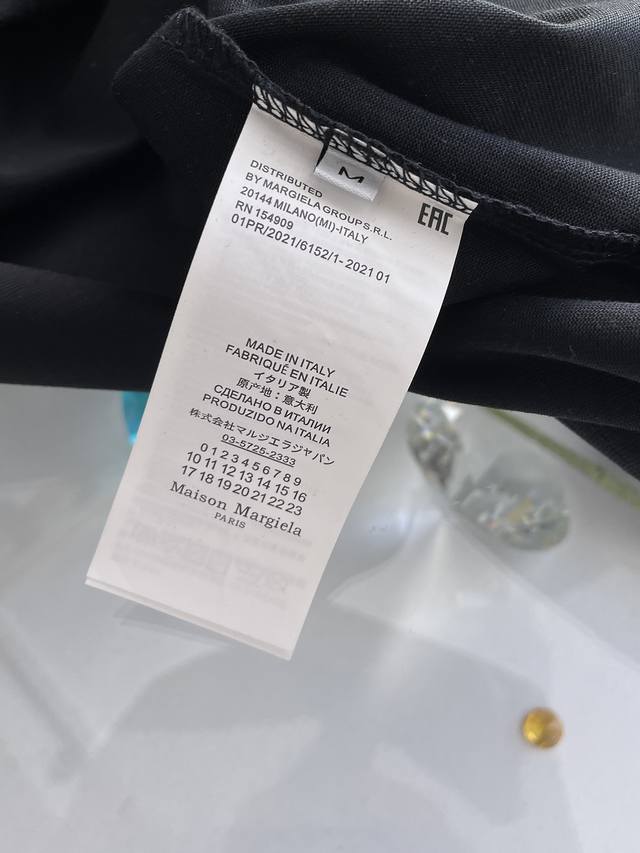 M
EAC
DISTRIBUTED
BY MARGIELA GROUP S.R.L.
20144 MILANO(MI)-ITALY
RN 154909
01PR/2021/6152/1- 2021 01
MADE IN ITALY
FABRIQUÉ EN ITALIE
イタリア製
原产地：意大利
СДЕЛАНО В ИТАЛИИ
PRODUZIDO NA ITALIA
株式会社マルジエラジャパン
03-5725-2333
0 1 2 3 4 5 6 7 8 9
10 11 12 13 14 15 16
17 18 19 20 21 22 23
Maison Margiela
PARIS